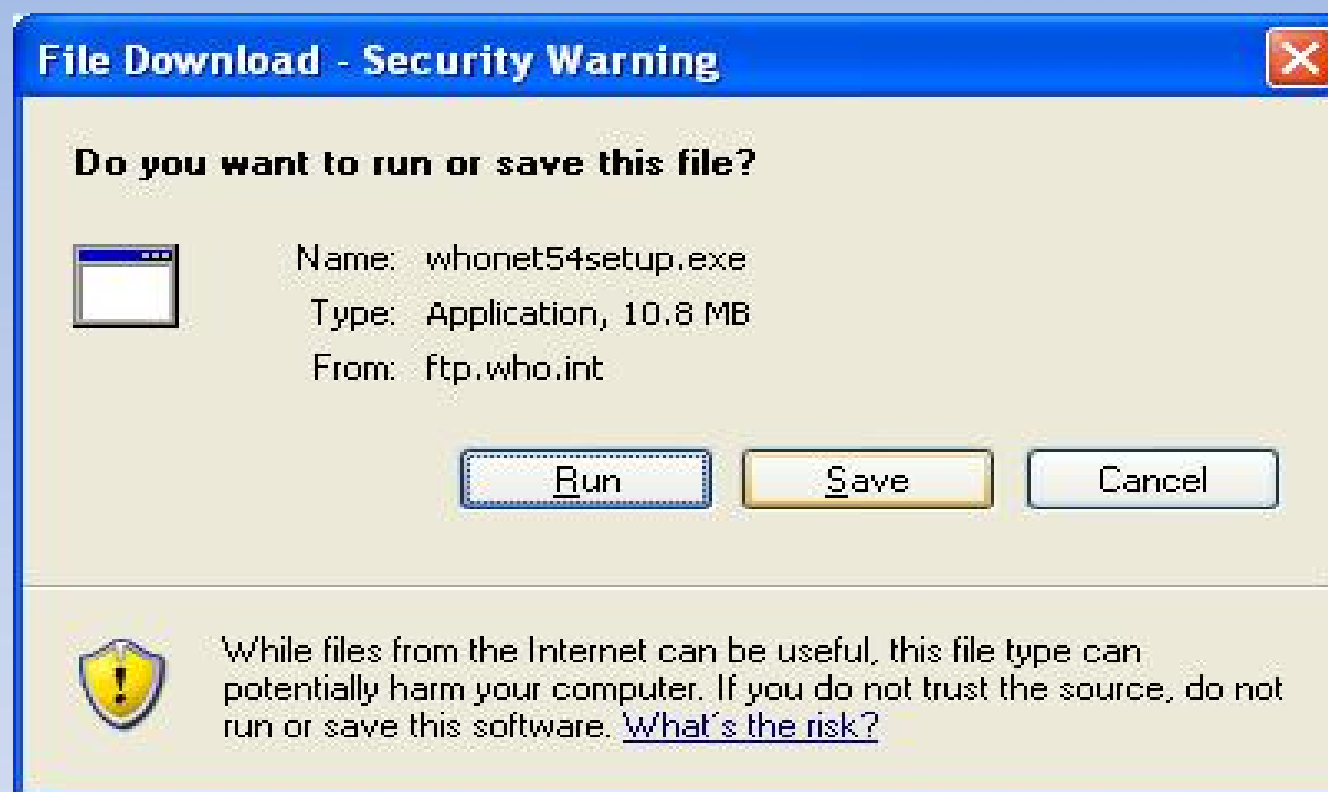 File Download - Security Warning
Do you want to run or save this file?
Name: whonet54setup.exe
Type: Application, 10.8 MB
From: ftp.who.int
Run Save Cancel
While files from the Internet can be useful, this file type can
potentially harm your computer. If you do not trust the source, do not
run or save this software. What's the risk?